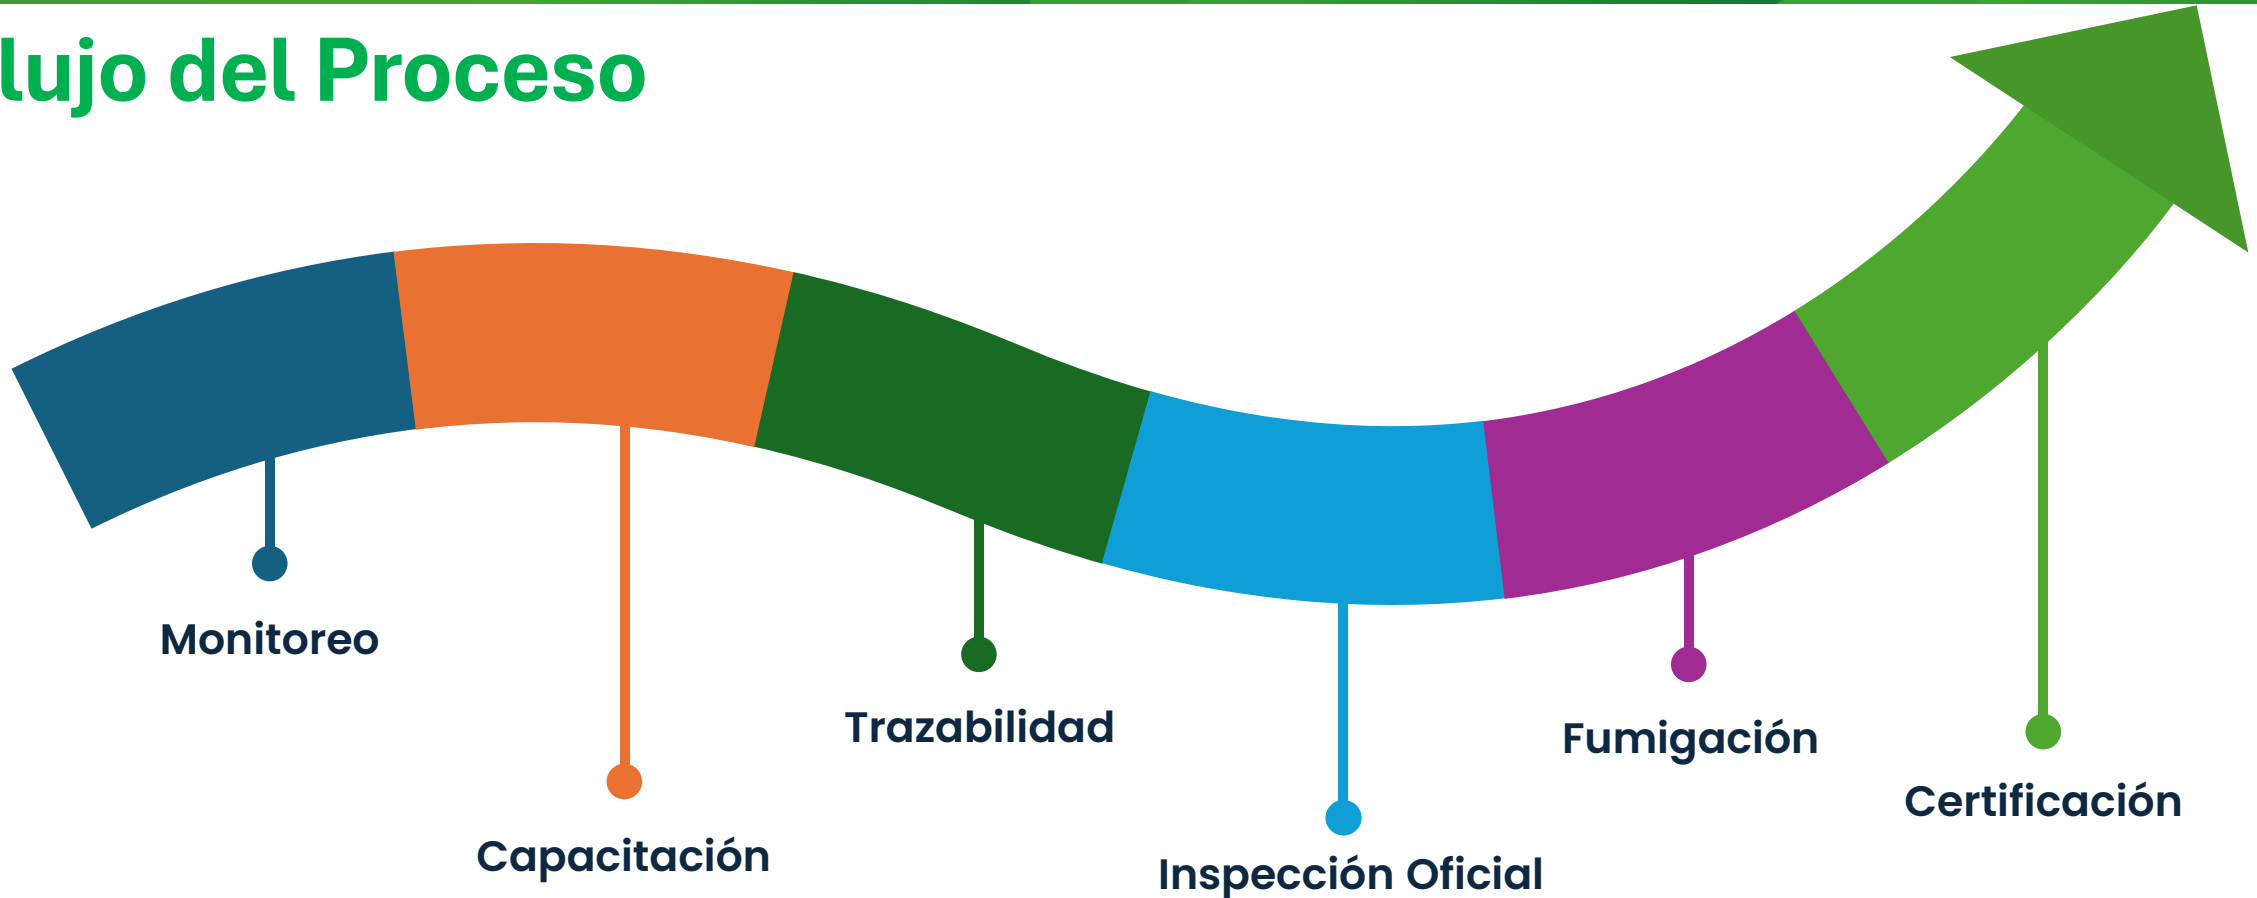 lujo del Proceso
Monitoreo
Capacitación
Trazabilidad
Inspección Oficial
Fumigación
Certificación